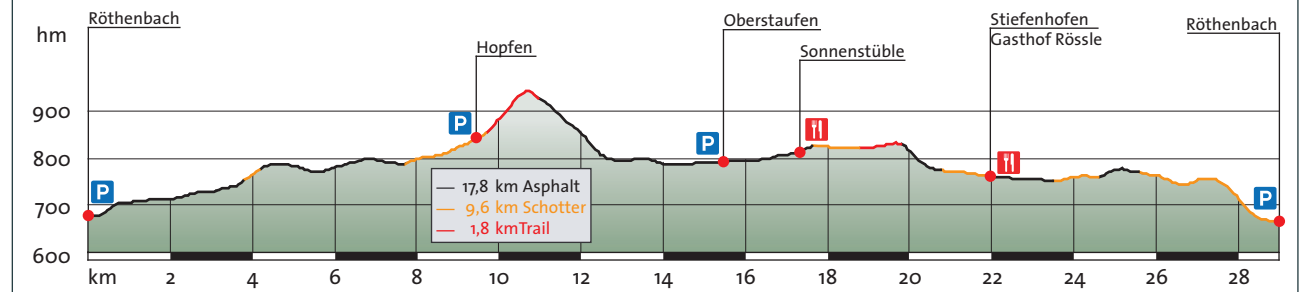 Röthenbach
Oberstaufen
Stiefenhofen
Gasthof Rössle
Röthenbach
hm
Hopfen
Sonnenstüble
900
P
P
800
P
17,8 km Asphalt
9,6 km Schotter
1,8 kmTrail
700
P
600
km 2 4 6 8 10 12 14 16 18 20 22 24 26 28